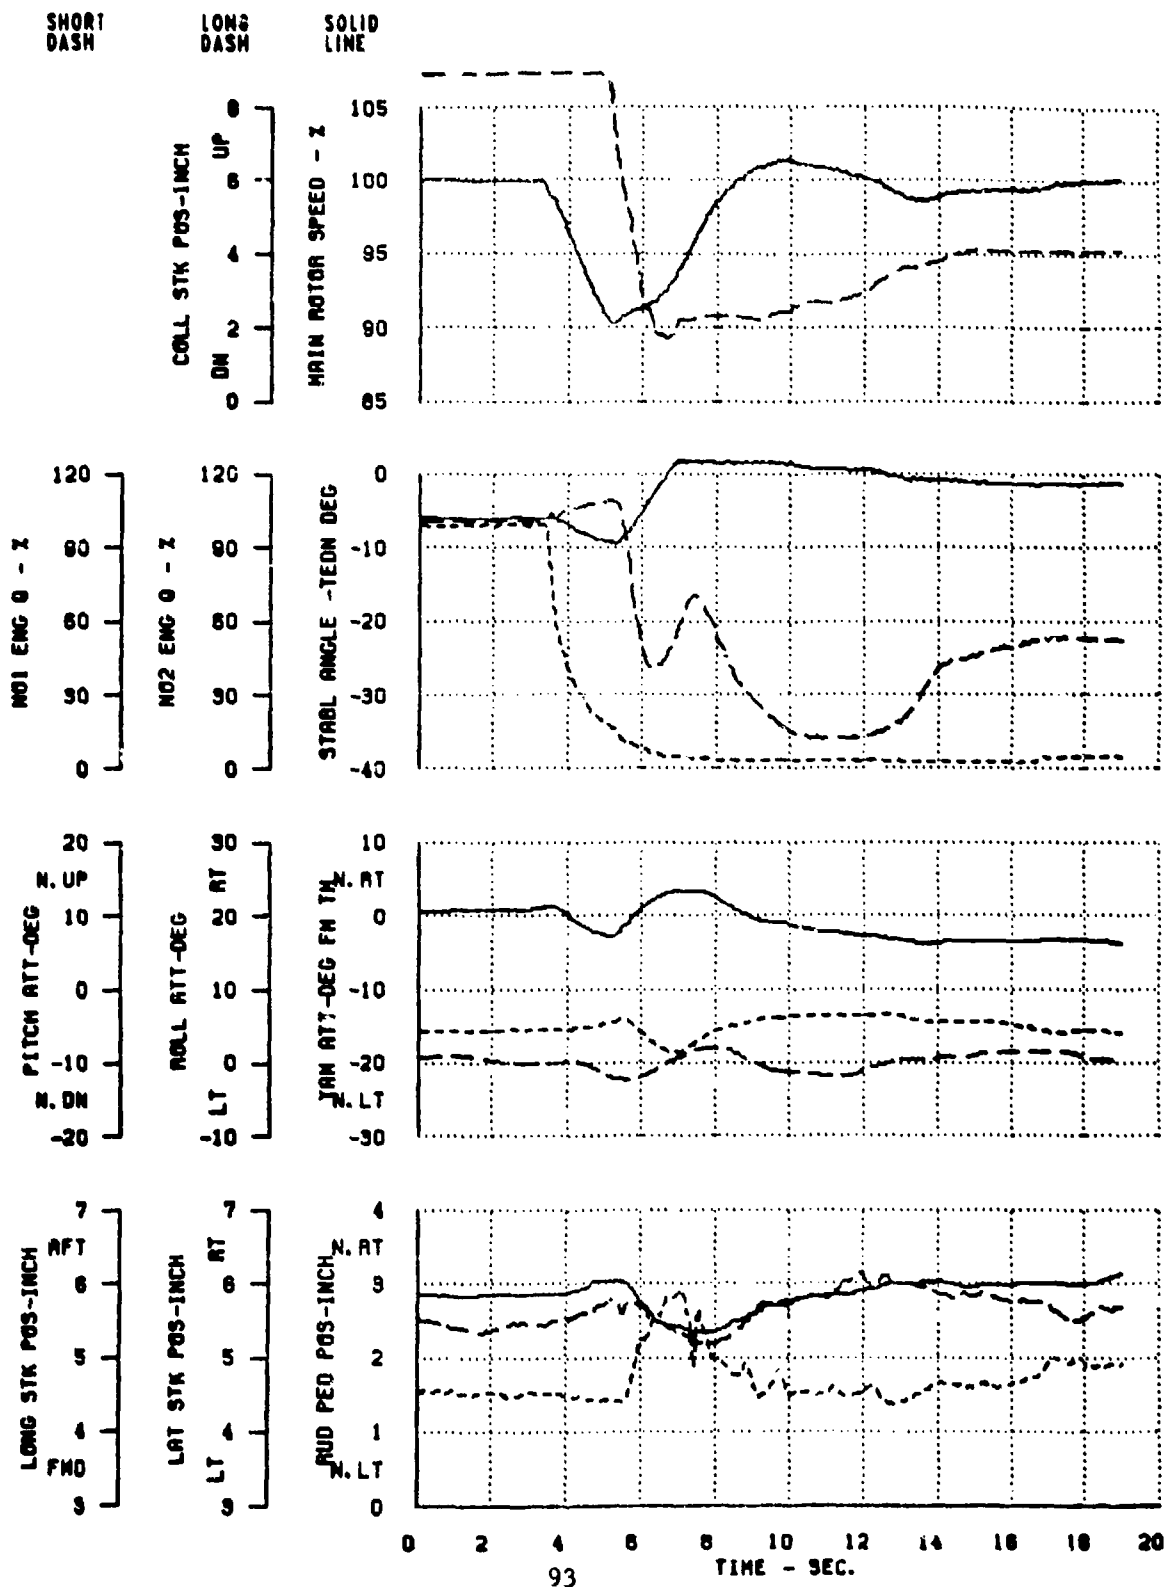 SHORT DASH
LONG DASH
SOLID LINE
COLL STK POS-INCH
DN
UP
8
6
4
2
0
MAIN ROTOR SPEED - %
105
100
95
90
85
NO1 ENG Q - %
120
90
60
30
0
NO2 ENG Q - %
120
90
60
30
0
STABL ANGLE -TEDN DEG
0
-10
-20
-30
-40
PITCH ATT-DEG
20
N.UP
10
0
-10
N.DN
-20
ROLL ATT-DEG
30
RT
20
10
0
LT
-10
YAW ATT-DEG FM TM
10
N.RT
0
-10
-20
N.LT
-30
LONG STK POS-INCH
7
AFT
6
5
4
FWD
3
LAT STK POS-INCH
7
RT
6
5
4
LT
3
RUD PED POS-INCH
4
N.RT
3
2
1
N.LT
0
0 2 4 6 8 10 12 14 16 18 20
TIME - SEC.
93